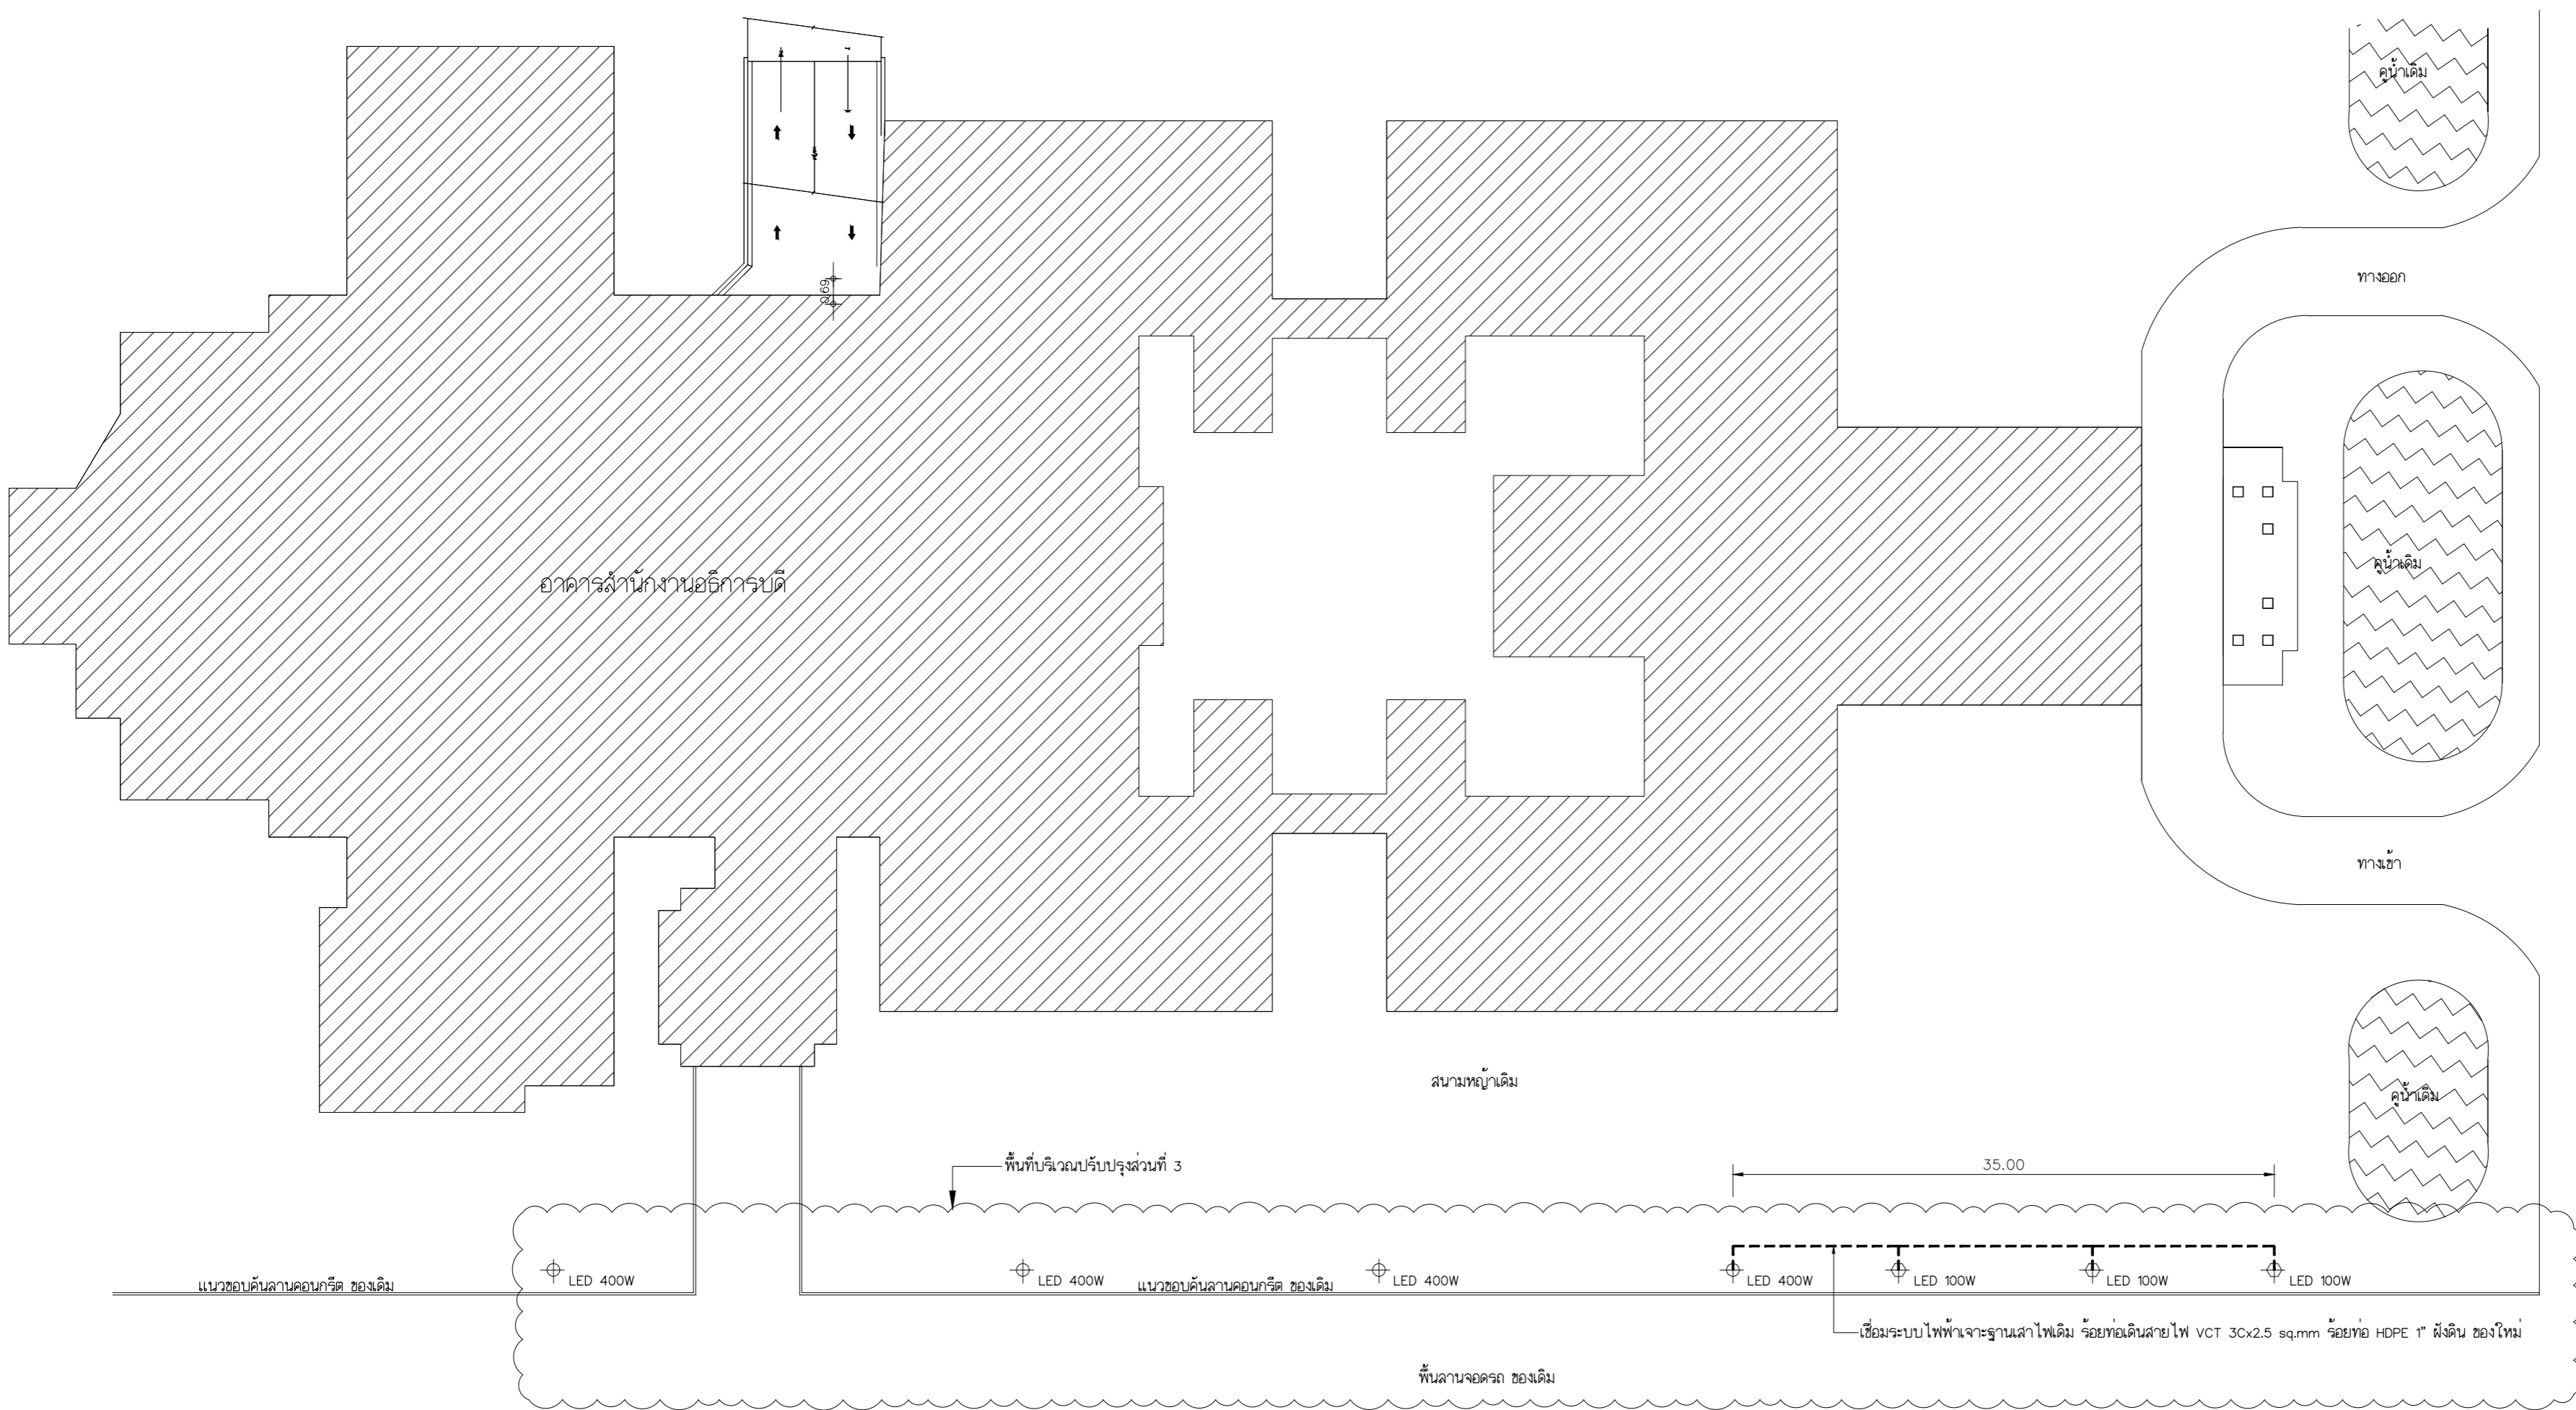 คูน้ำเดิม
ทางออก
0.69
คูน้ำเดิม
อาคารสำนักงานอธิการบดี
ทางเข้า
สนามหญ้าเดิม
คูน้ำเดิม
พื้นที่บริเวณปรับปรุงส่วนที่ 3
35.00
LED 400W
LED 400W
LED 400W
LED 400W
LED 100W
LED 100W
LED 100W
แนวขอบคันลานคอนกรีต ของเดิม
แนวขอบคันลานคอนกรีต ของเดิม
เชื่อมระบบไฟฟ้าเจาะฐานเสาไฟเดิม ร้อยท่อเดินสายไฟ VCT 3Cx2.5 sq.mm ร้อยท่อ HDPE 1" ฝังดิน ของใหม่
พื้นลานจอดรถ ของเดิม